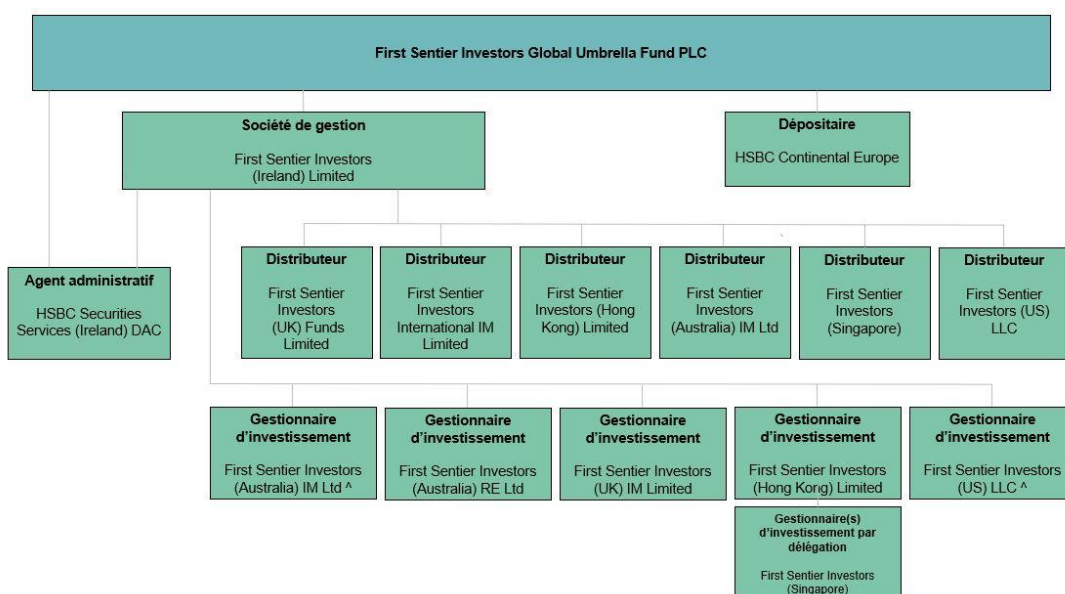 First Sentier Investors Global Umbrella Fund PLC
Société de gestion
First Sentier Investors
(Ireland) Limited
Dépositaire
HSBC Continental Europe
Agent administratif
HSBC Securities
Services (Ireland) DAC
Distributeur
First Sentier
Investors
(UK) Funds
Limited
Distributeur
First Sentier
Investors
International IM
Limited
Distributeur
First Sentier
Investors (Hong
Kong) Limited
Distributeur
First Sentier
Investors
(Australia) IM Ltd
Distributeur
First Sentier
Investors
(Singapore)
Distributeur
First Sentier
Investors (US)
LLC
Gestionnaire
d’investissement
First Sentier Investors
(Australia) IM Ltd ^
Gestionnaire
d’investissement
First Sentier Investors
(Australia) RE Ltd
Gestionnaire
d’investissement
First Sentier Investors
(UK) IM Limited
Gestionnaire
d’investissement
First Sentier Investors
(Hong Kong) Limited
Gestionnaire
d’investissement
First Sentier Investors
(US) LLC ^
Gestionnaire(s)
d’investissement par
délégation
First Sentier Investors
(Singapore)